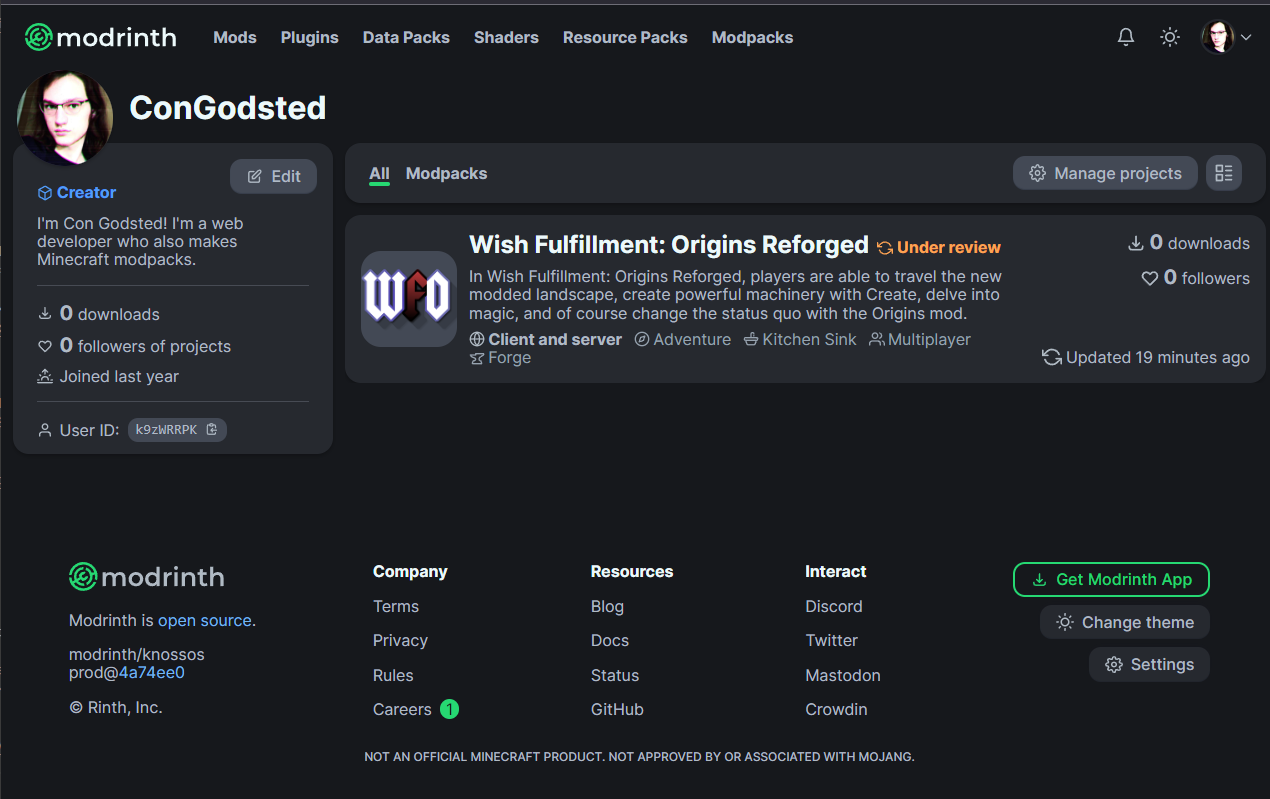 modrinth Mods Plugins Data Packs Shaders Resource Packs Modpacks
ConGodsted
Edit
Creator
I'm Con Godsted! I'm a web
developer who also makes
Minecraft modpacks.
0 downloads
0 followers of projects
Joined last year
User ID: k9zWRRPK
All Modpacks Manage projects
WFO
Wish Fulfillment: Origins Reforged Under review
In Wish Fulfillment: Origins Reforged, players are able to travel the new
modded landscape, create powerful machinery with Create, delve into
magic, and of course change the status quo with the Origins mod.
Client and server Adventure Kitchen Sink Multiplayer
Forge
0 downloads
0 followers
Updated 19 minutes ago
modrinth
Modrinth is open source.
modrinth/knossos
prod@4a74ee0
© Rinth, Inc.
Company
Terms
Privacy
Rules
Careers 1
Resources
Blog
Docs
Status
GitHub
Interact
Discord
Twitter
Mastodon
Crowdin
Get Modrinth App
Change theme
Settings
NOT AN OFFICIAL MINECRAFT PRODUCT. NOT APPROVED BY OR ASSOCIATED WITH MOJANG.